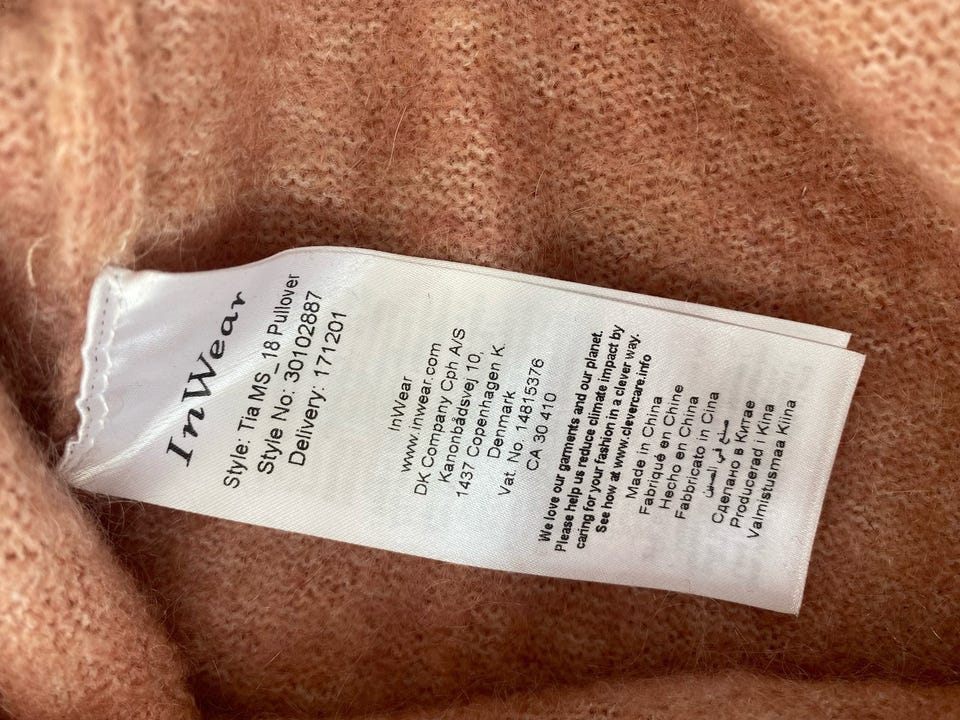 InWear
Style: Tia MS_18 Pullover
Style No: 30102887
Delivery: 171201
InWear
www.inwear.com
DK Company Cph A/S
Kanonbådsvej 10,
1437 Copenhagen K.
Denmark
Vat. No. 14815376
CA 30 410
We love our garments and our planet.
Please help us reduce climate impact by
caring for your fashion in a clever way.
See how at www.clevercare.info
Made in China
Fabriqué en Chine
Hecho en China
Fabbricato in Cina
صنع في الصين
Сделано в Китае
Producerad i Kina
Valmistusmaa Kiina